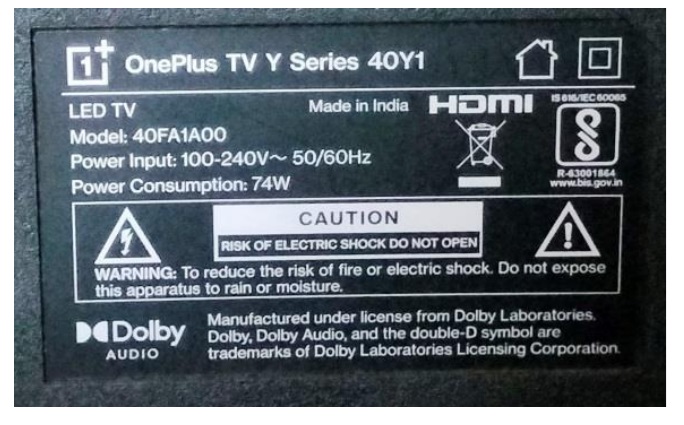 1+ OnePlus TV Y Series 40Y1
LED TV
Made in India HDMI
IS 616/IEC 60065
Model: 40FA1A00
Power Input: 100-240V~ 50/60Hz
R-63001864
Power Consumption: 74W
www.bis.gov.in
CAUTION
RISK OF ELECTRIC SHOCK DO NOT OPEN
WARNING: To reduce the risk of fire or electric shock. Do not expose
this apparatus to rain or moisture.
Dolby
AUDIO
Manufactured under license from Dolby Laboratories.
Dolby, Dolby Audio, and the double-D symbol are
trademarks of Dolby Laboratories Licensing Corporation.